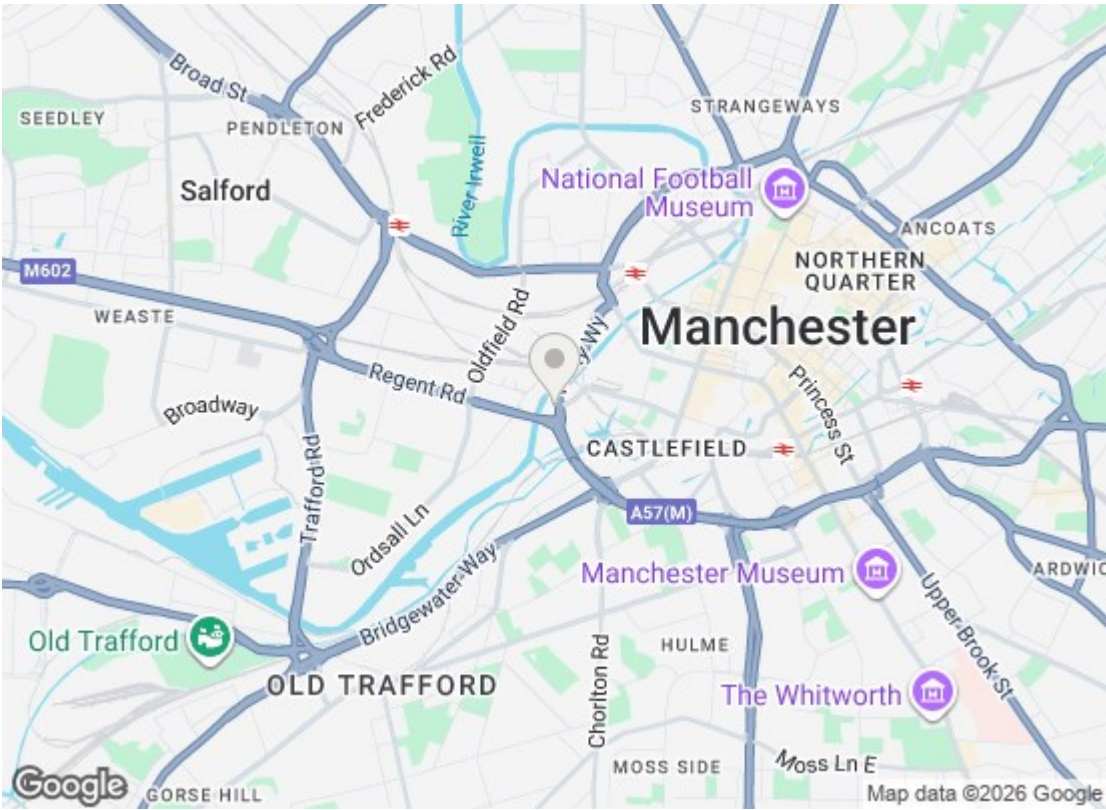 Broad St
Frederick Rd
SEEDLEY
PENDLETON
STRANGEWAYS
Salford
River Irwell
National Football
Museum
ANCOATS
M602
NORTHERN
QUARTER
WEASTE
Oldfield Rd
Manchester
Regent Rd
Broadway
Princess St
CASTLEFIELD
Trafford Rd
A57(M)
Ordsall Ln
Bridgewater Way
Manchester Museum
ARDWIC
Upper Brook St
Old Trafford
HULME
OLD TRAFFORD
Chorlton Rd
The Whitworth
MOSS SIDE
Moss Ln E
Google
GORSE HILL
Map data ©2026 Google